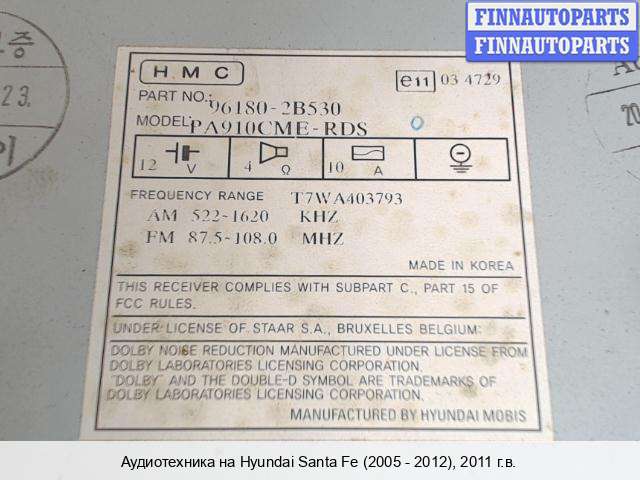 FINNAUTOPARTS
FINNAUTOPARTS
23.
HMC
e11 03 4729
PART NO.: 96180-2B530
MODEL: PA910CME-RDS
12 V 4 Ω 10 A
FREQUENCY RANGE T7WA403793
AM 522-1620 KHZ
FM 87.5-108.0 MHZ
MADE IN KOREA
THIS RECEIVER COMPLIES WITH SUBPART C., PART 15 OF
FCC RULES.
UNDER LICENSE OF STAAR S.A., BRUXELLES BELGIUM:
DOLBY NOISE REDUCTION MANUFACTURED UNDER LICENSE FROM
DOLBY LABORATORIES LICENSING CORPORATION.
"DOLBY" AND THE DOUBLE-D SYMBOL ARE TRADEMARKS OF
DOLBY LABORATORIES LICENSING CORPORATION.
MANUFACTURED BY HYUNDAI MOBIS
Аудиотехника на Hyundai Santa Fe (2005 - 2012), 2011 г.в.